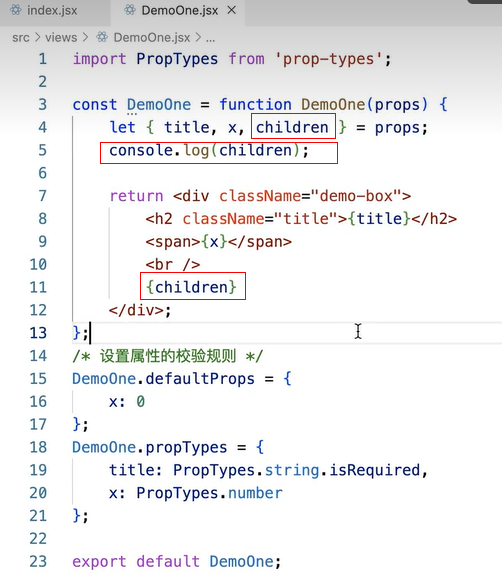 index.jsx DemoOne.jsx ×
src > views > DemoOne.jsx > ...
1 import PropTypes from 'prop-types';
2
3 const DemoOne = function DemoOne(props) {
4 let { title, x, children } = props;
5 console.log(children);
6
7 return <div className="demo-box">
8 <h2 className="title">{title}</h2>
9 <span>{x}</span>
10 <br />
11 {children}
12 </div>;
13 };
14 /* 设置属性的校验规则 */
15 DemoOne.defaultProps = {
16 x: 0
17 };
18 DemoOne.propTypes = {
19 title: PropTypes.string.isRequired,
20 x: PropTypes.number
21 };
22
23 export default DemoOne;